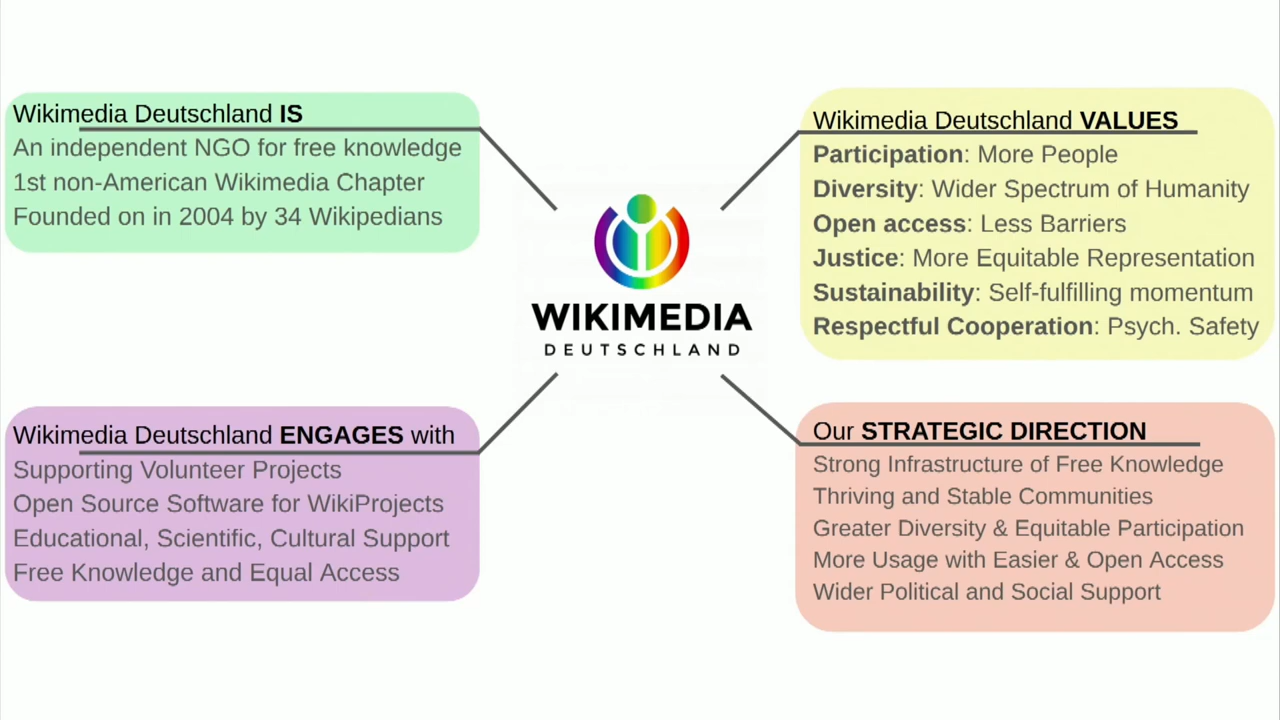 Wikimedia Deutschland IS
An independent NGO for free knowledge
1st non-American Wikimedia Chapter
Founded on in 2004 by 34 Wikipedians
Wikimedia Deutschland VALUES
Participation: More People
Diversity: Wider Spectrum of Humanity
Open access: Less Barriers
Justice: More Equitable Representation
Sustainability: Self-fulfilling momentum
Respectful Cooperation: Psych. Safety
WIKIMEDIA
DEUTSCHLAND
Wikimedia Deutschland ENGAGES with
Supporting Volunteer Projects
Open Source Software for WikiProjects
Educational, Scientific, Cultural Support
Free Knowledge and Equal Access
Our STRATEGIC DIRECTION
Strong Infrastructure of Free Knowledge
Thriving and Stable Communities
Greater Diversity & Equitable Participation
More Usage with Easier & Open Access
Wider Political and Social Support